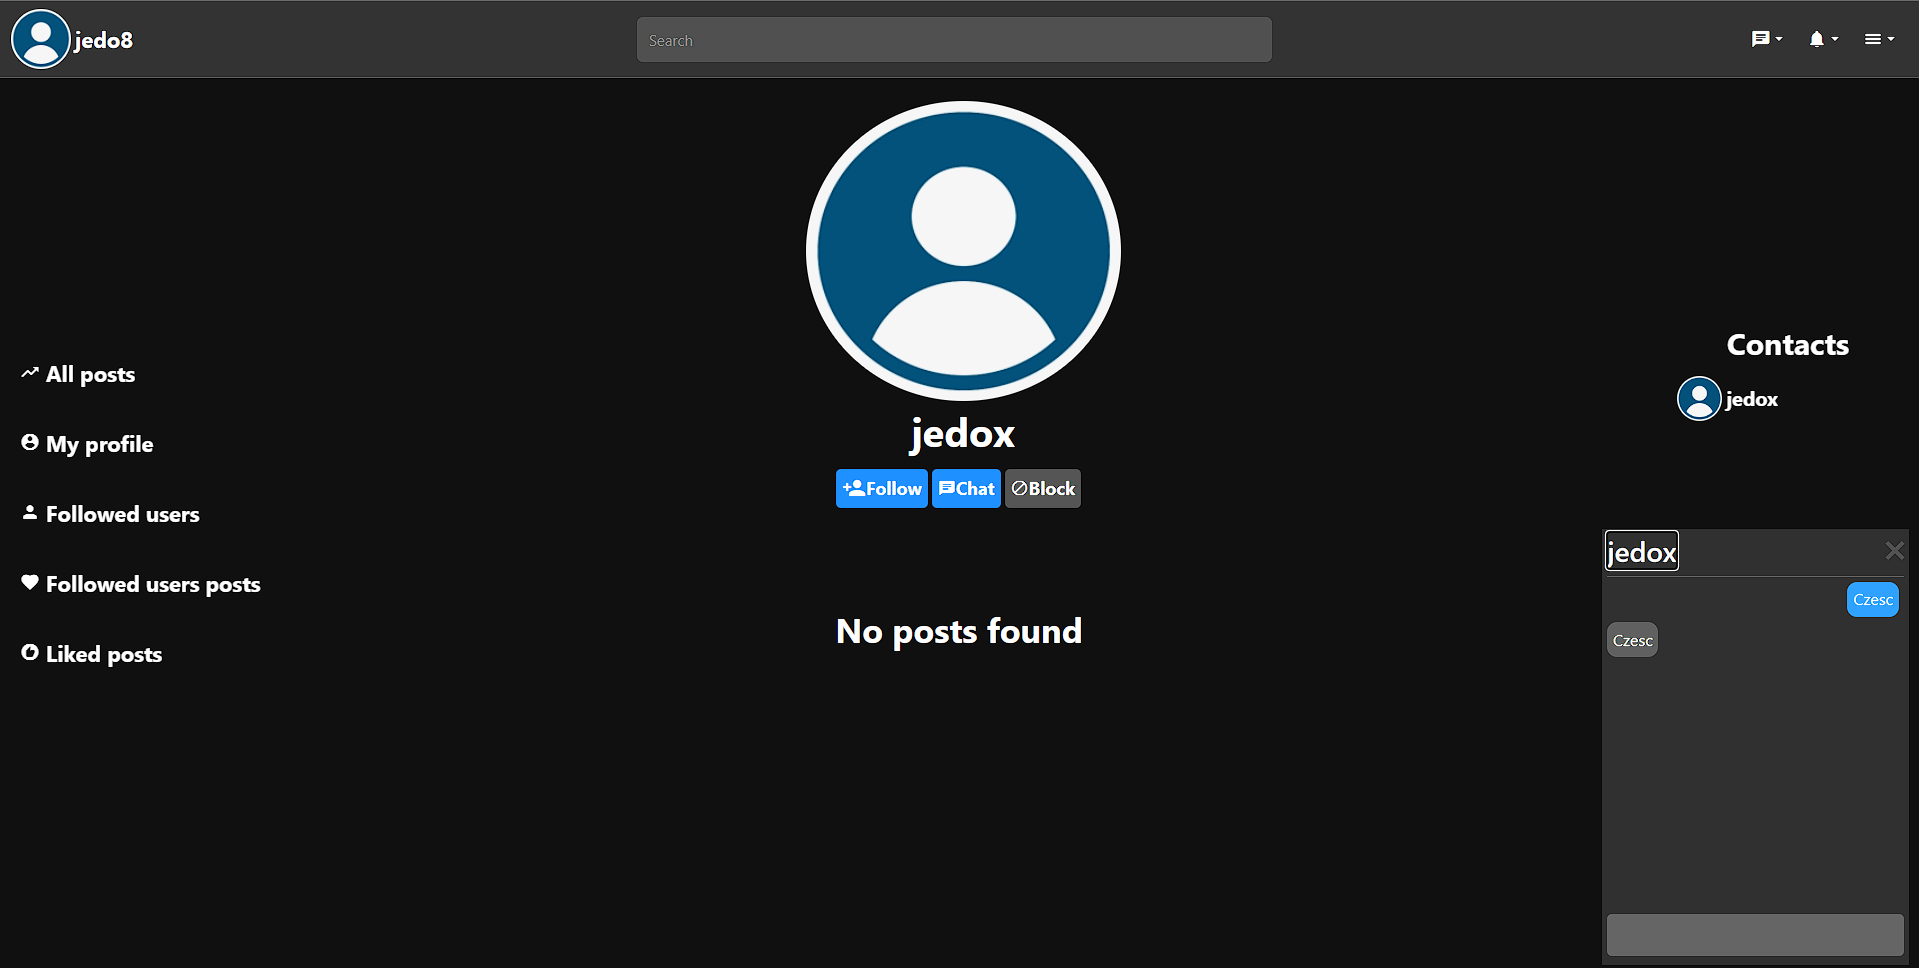 jedo8
Search
jedox
Follow Chat Block
No posts found
All posts
My profile
Followed users
Followed users posts
Liked posts
Contacts
jedox
jedox
Czesc
Czesc